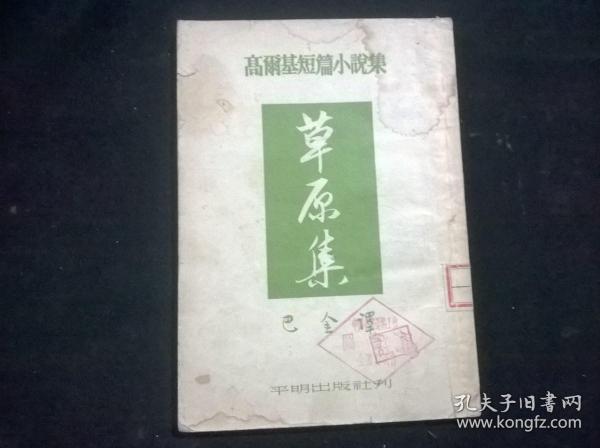 高爾基短篇小說集
草原集
巴金譯
平明出版社刊
孔夫子旧书网
www.kongfz.com